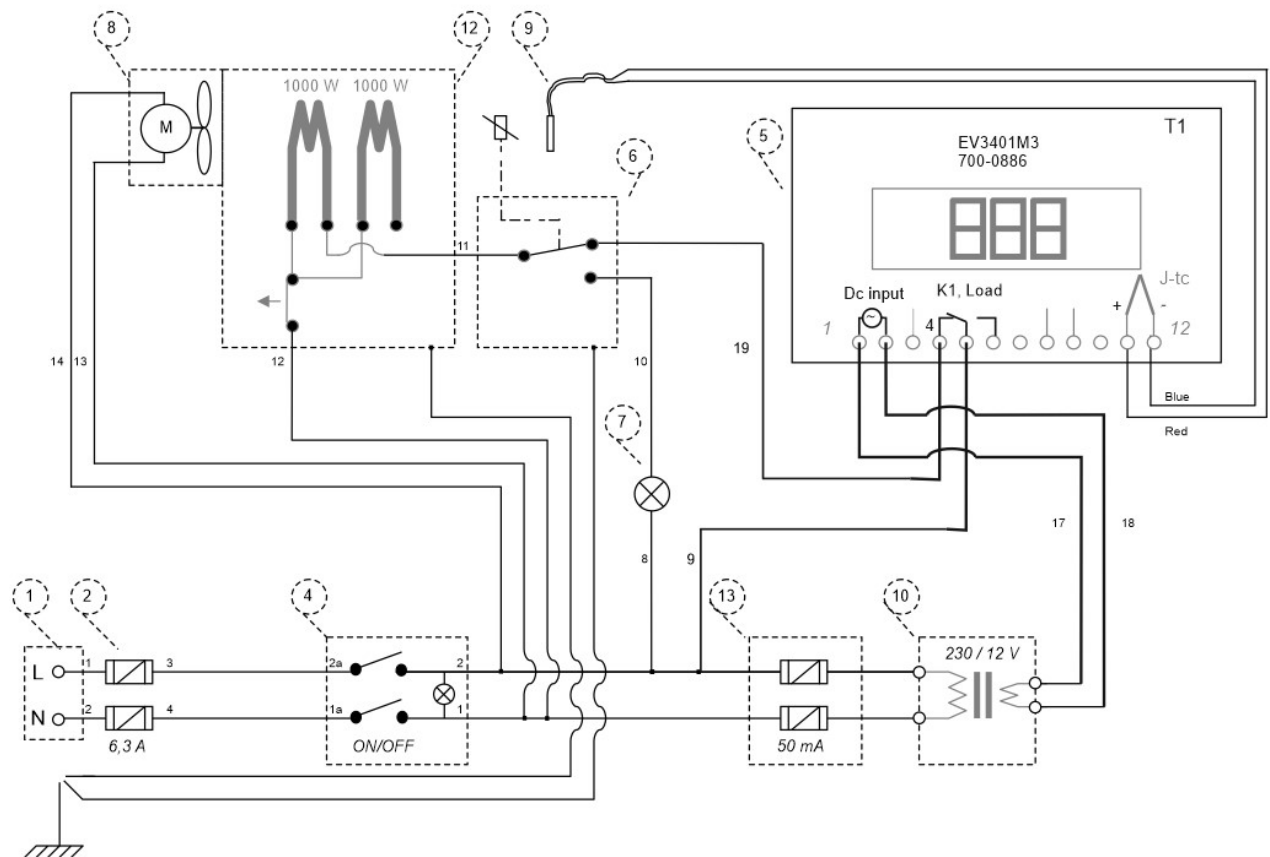 8
12
9
1000 W 1000 W
M
5
T1
EV3401M3
700-0886
6
888
J-tc
Dc input
K1, Load
+ -
1
4
12
11
14
13
12
10
19
Blue
Red
7
17
18
8
9
1
2
4
13
10
L
1
3
2a
2
230 / 12 V
N
2
4
1a
1
6,3 A
ON/OFF
50 mA